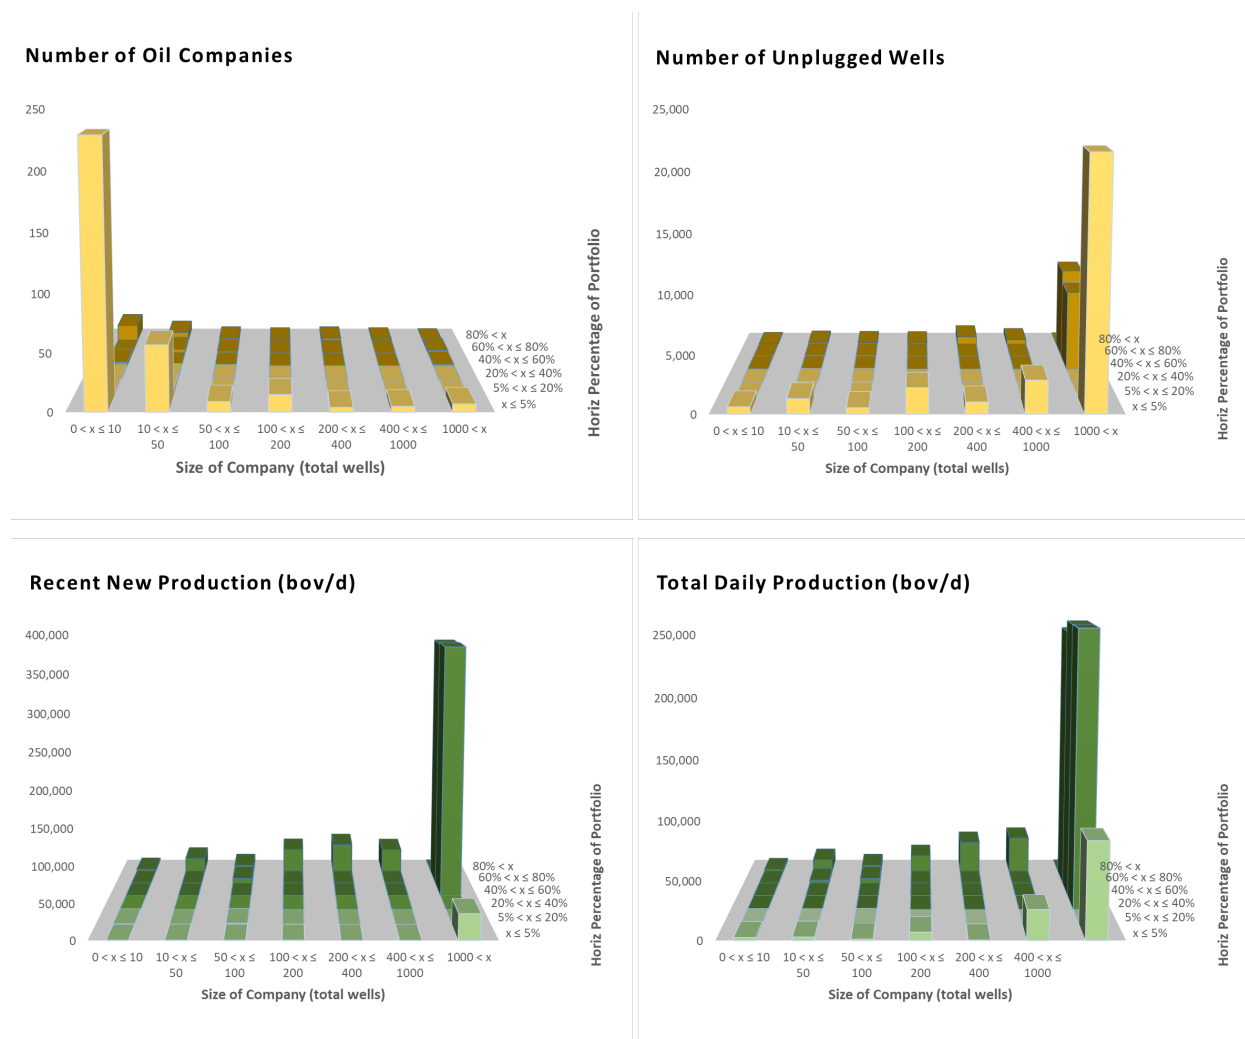 Number of Oil Companies
250
200
150
100
50
0
0 < x ≤ 10
10 < x ≤
50
50 < x ≤
100
100 < x ≤
200
200 < x ≤
400
400 < x ≤
1000
1000 < x
Size of Company (total wells)
80% < x
60% < x ≤ 80%
40% < x ≤ 60%
20% < x ≤ 40%
5% < x ≤ 20%
x ≤ 5%
Horiz Percentage of Portfolio
Number of Unplugged Wells
25,000
20,000
15,000
10,000
5,000
0
0 < x ≤ 10
10 < x ≤
50
50 < x ≤
100
100 < x ≤
200
200 < x ≤
400
400 < x ≤
1000
1000 < x
Size of Company (total wells)
80% < x
60% < x ≤ 80%
40% < x ≤ 60%
20% < x ≤ 40%
5% < x ≤ 20%
x ≤ 5%
Horiz Percentage of Portfolio
Recent New Production (bov/d)
400,000
350,000
300,000
250,000
200,000
150,000
100,000
50,000
0
0 < x ≤ 10
10 < x ≤
50
50 < x ≤
100
100 < x ≤
200
200 < x ≤
400
400 < x ≤
1000
1000 < x
Size of Company (total wells)
80% < x
60% < x ≤ 80%
40% < x ≤ 60%
20% < x ≤ 40%
5% < x ≤ 20%
x ≤ 5%
Horiz Percentage of Portfolio
Total Daily Production (bov/d)
250,000
200,000
150,000
100,000
50,000
0
0 < x ≤ 10
10 < x ≤
50
50 < x ≤
100
100 < x ≤
200
200 < x ≤
400
400 < x ≤
1000
Size of Company (total wells)
80% < x
60% < x ≤ 80%
40% < x ≤ 60%
20% < x ≤ 40%
5% < x ≤ 20%
x ≤ 5%
Horiz Percentage of Portfolio